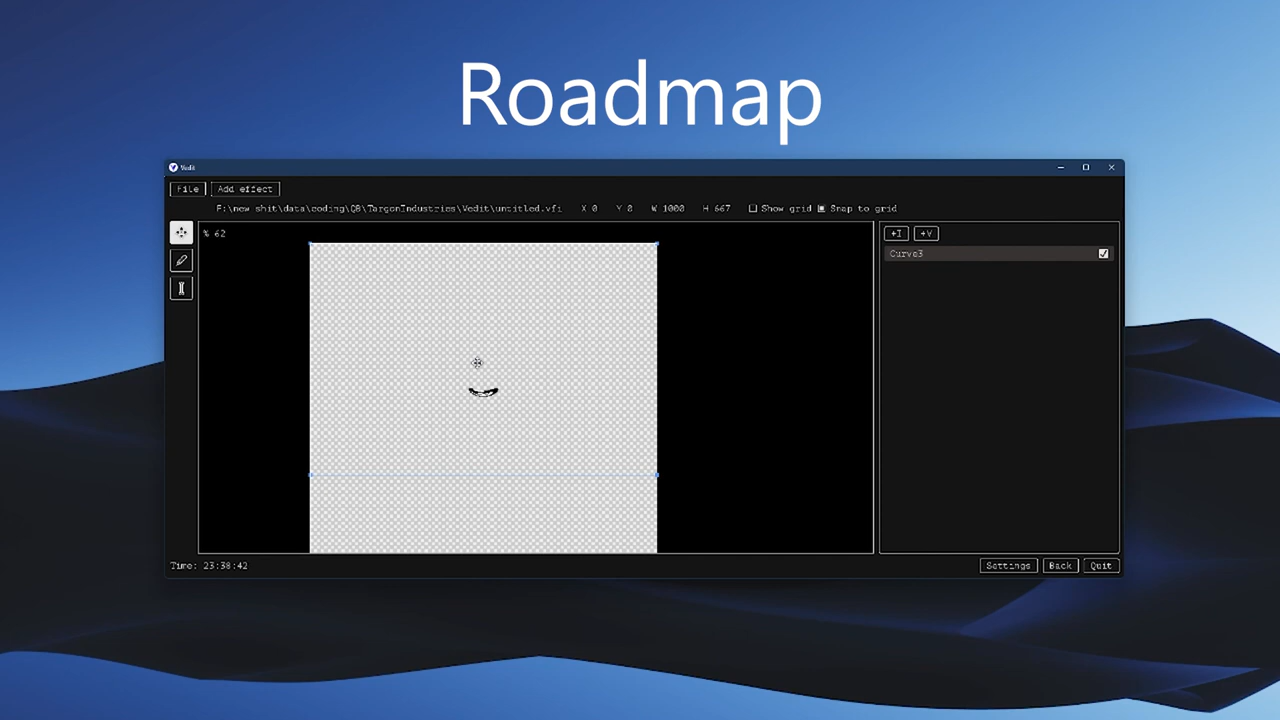 Roadmap
Vedit
File Add effect
F:\new shit\data\coding\QB\TargonIndustries\Vedit\untitled.vfi X 0 Y 0 W 1000 H 667 Show grid Snap to grid
% 62
+I +V
Curve3
Time: 23:38:42
Settings Back Quit